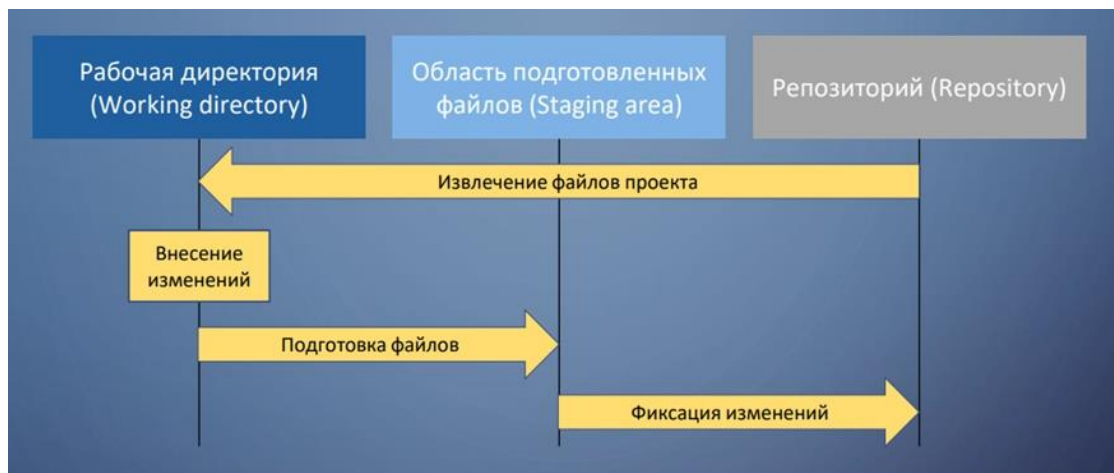 Рабочая директория
(Working directory)
Область подготовленных
файлов (Staging area)
Репозиторий (Repository)
Извлечение файлов проекта
Внесение
изменений
Подготовка файлов
Фиксация изменений